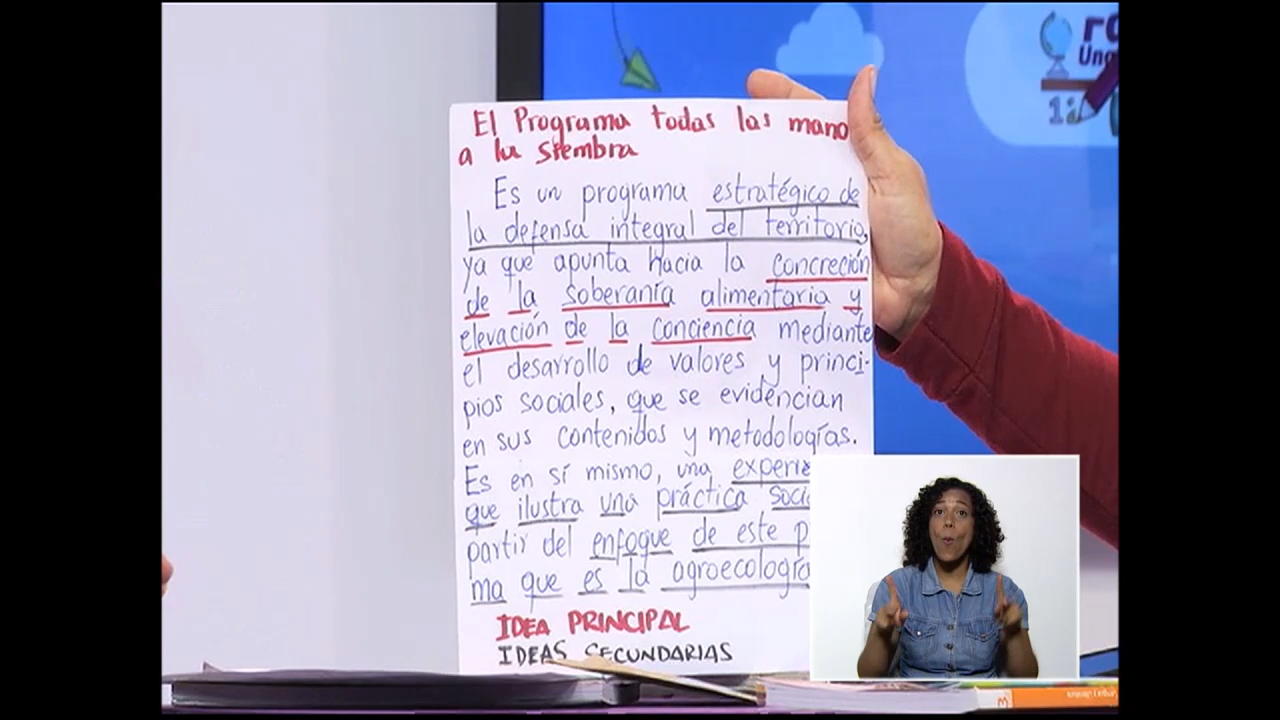 El Programa todas las mano
a la siembra
Es un programa estratégico de
la defensa integral del territorio,
ya que apunta hacia la concreción
de la soberanía alimentaria y
elevación de la conciencia mediante
el desarrollo de valores y princi-
pios sociales, que se evidencian
en sus contenidos y metodologías.
Es en sí mismo, una
que ilustra una práctica
partir del enfoque de este
ma que es la agroecología
IDEA PRINCIPAL
IDEAS SECUNDARIAS